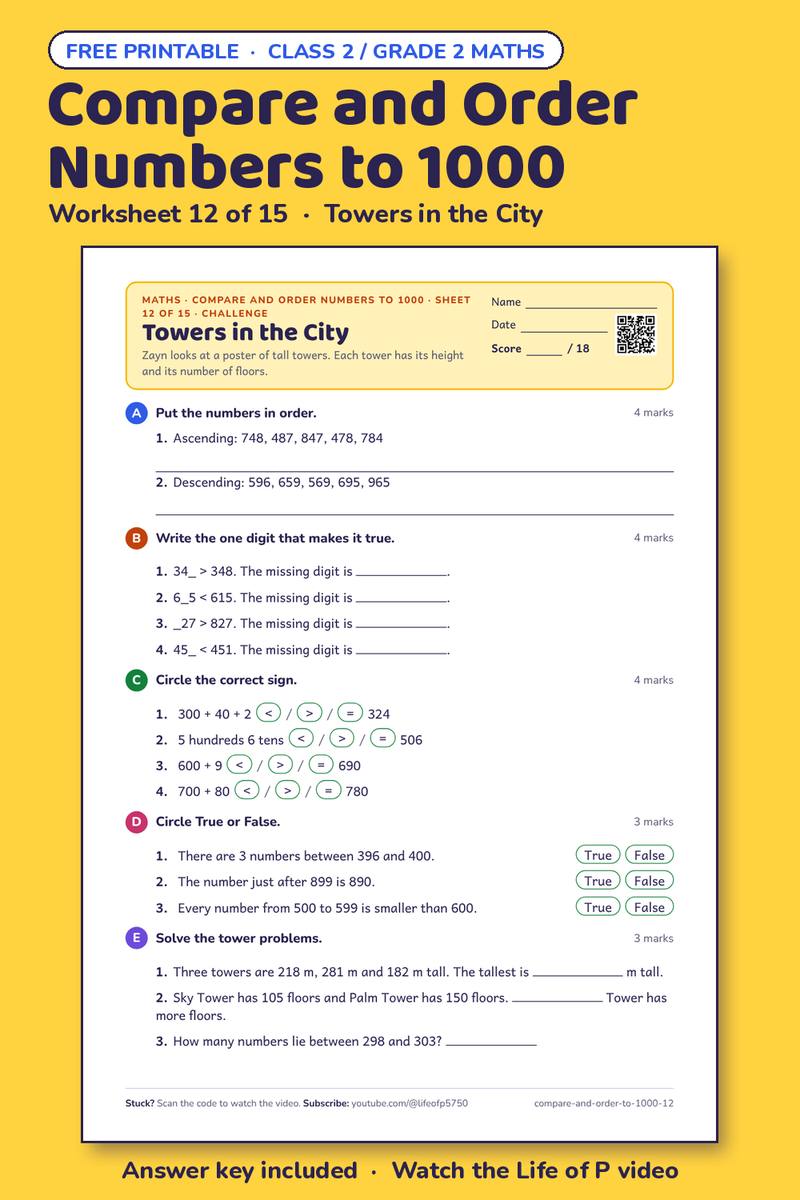 FREE PRINTABLE · CLASS 2 / GRADE 2 MATHS
Compare and Order
Numbers to 1000
Worksheet 12 of 15 · Towers in the City
MATHS · COMPARE AND ORDER NUMBERS TO 1000 · SHEET
12 OF 15 · CHALLENGE
Towers in the City
Zayn looks at a poster of tall towers. Each tower has its height
and its number of floors.
Name ____
Date ____
Score ____ / 18
A Put the numbers in order. 4 marks
1. Ascending: 748, 487, 847, 478, 784
2. Descending: 596, 659, 569, 695, 965
B Write the one digit that makes it true. 4 marks
1. 34_ > 348. The missing digit is ____.
2. 6_5 < 615. The missing digit is ____.
3. _27 > 827. The missing digit is ____.
4. 45_ < 451. The missing digit is ____.
C Circle the correct sign. 4 marks
1. 300 + 40 + 2 < / > / = 324
2. 5 hundreds 6 tens < / > / = 506
3. 600 + 9 < / > / = 690
4. 700 + 80 < / > / = 780
D Circle True or False. 3 marks
1. There are 3 numbers between 396 and 400. True False
2. The number just after 899 is 890. True False
3. Every number from 500 to 599 is smaller than 600. True False
E Solve the tower problems. 3 marks
1. Three towers are 218 m, 281 m and 182 m tall. The tallest is ____ m tall.
2. Sky Tower has 105 floors and Palm Tower has 150 floors. ____ Tower has
more floors.
3. How many numbers lie between 298 and 303? ____
Stuck? Scan the code to watch the video. Subscribe: youtube.com/@lifeofp5750 compare-and-order-to-1000-12
Answer key included · Watch the Life of P video